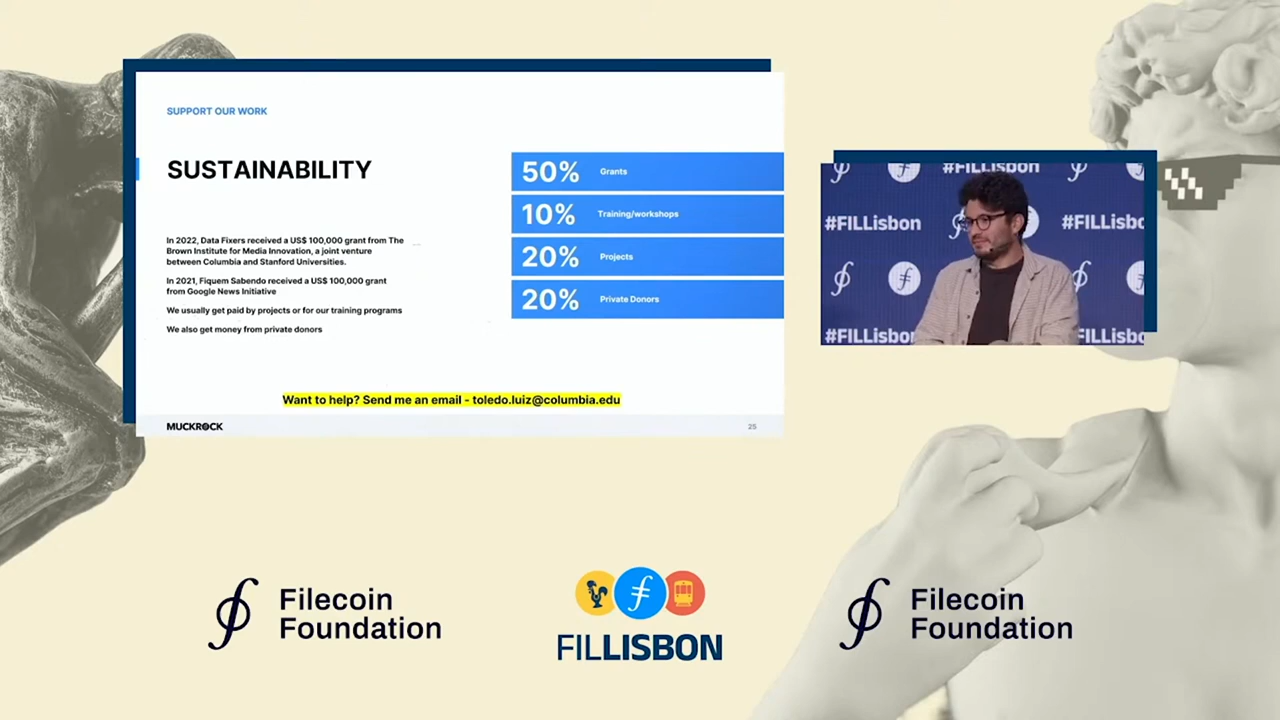 SUPPORT OUR WORK
SUSTAINABILITY
In 2022, Data Fixers received a US$ 100,000 grant from The
Brown Institute for Media Innovation, a joint venture
between Columbia and Stanford Universities.
In 2021, Fiquem Sabendo received a US$ 100,000 grant
from Google News Initiative
We usually get paid by projects or for our training programs
We also get money from private donors
50% Grants
10% Training/workshops
20% Projects
20% Private Donors
Want to help? Send me an email - toledo.luiz@columbia.edu
MUCKROCK
25
#FILLisbon
#FILLisbon
#FILLisb
#FILLisbon
FILLisb
Filecoin
Foundation
FILLISBON
Filecoin
Foundation